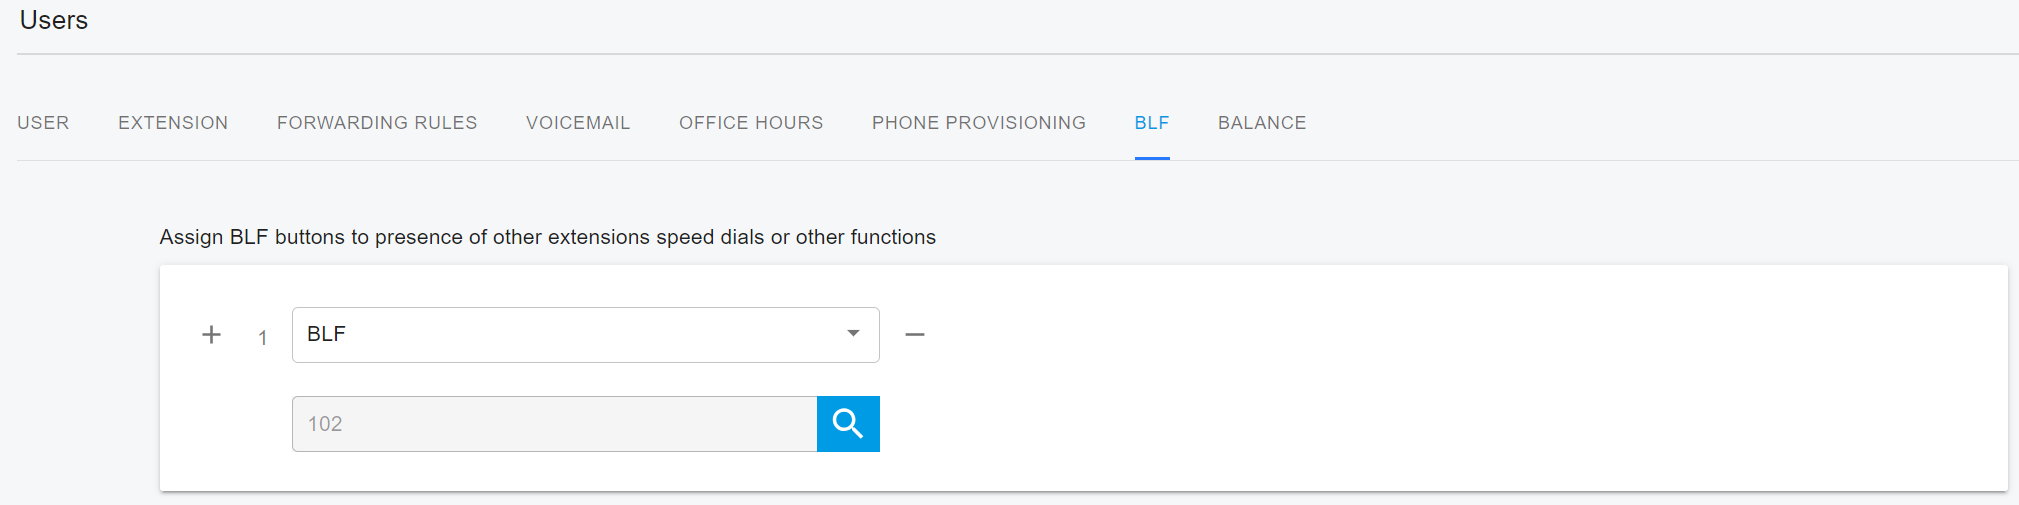 Users
USER EXTENSION FORWARDING RULES VOICEMAIL OFFICE HOURS PHONE PROVISIONING BLF BALANCE
Assign BLF buttons to presence of other extensions speed dials or other functions
1 BLF
102